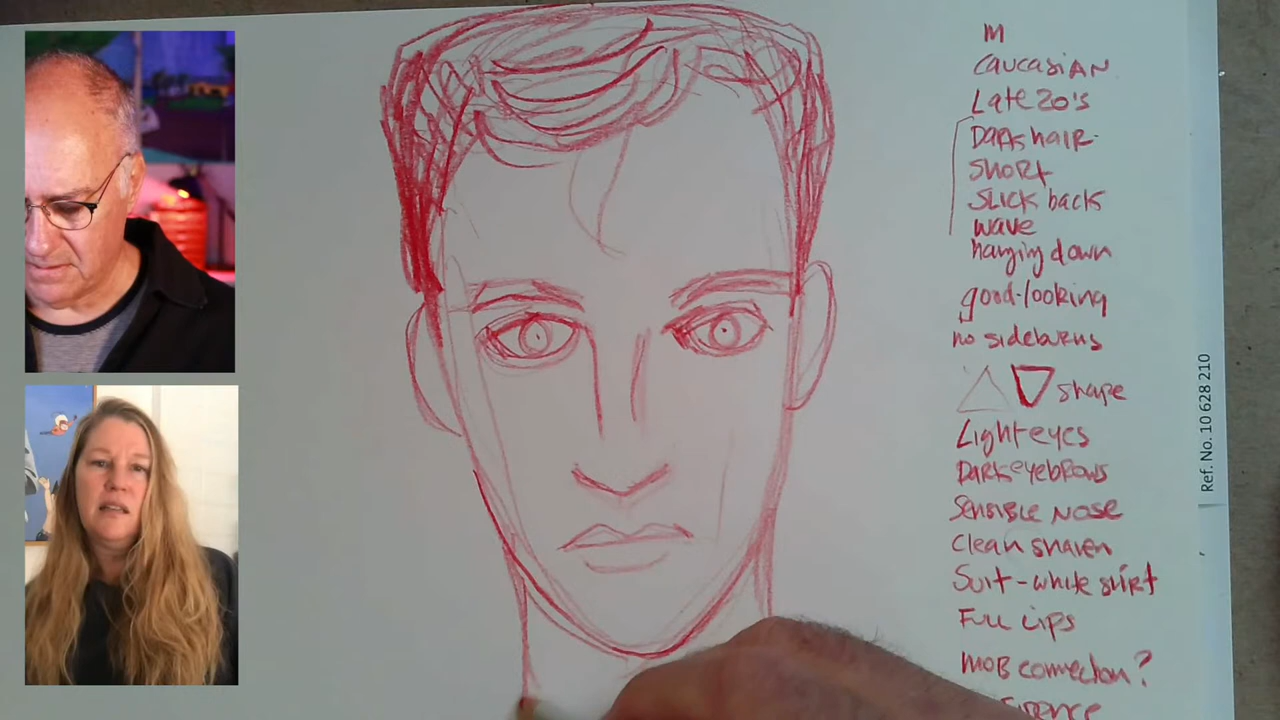 M
Caucasian
Late 20's
Dark hair
Short
Slick back
wave
hanging down
good-looking
no sideburns
shape
Light eyes
Dark eyebrows
Sensible Nose
Clean shaven
Suit - white shirt
Full Lips
MOB connection?
Ref. No. 10 628 210